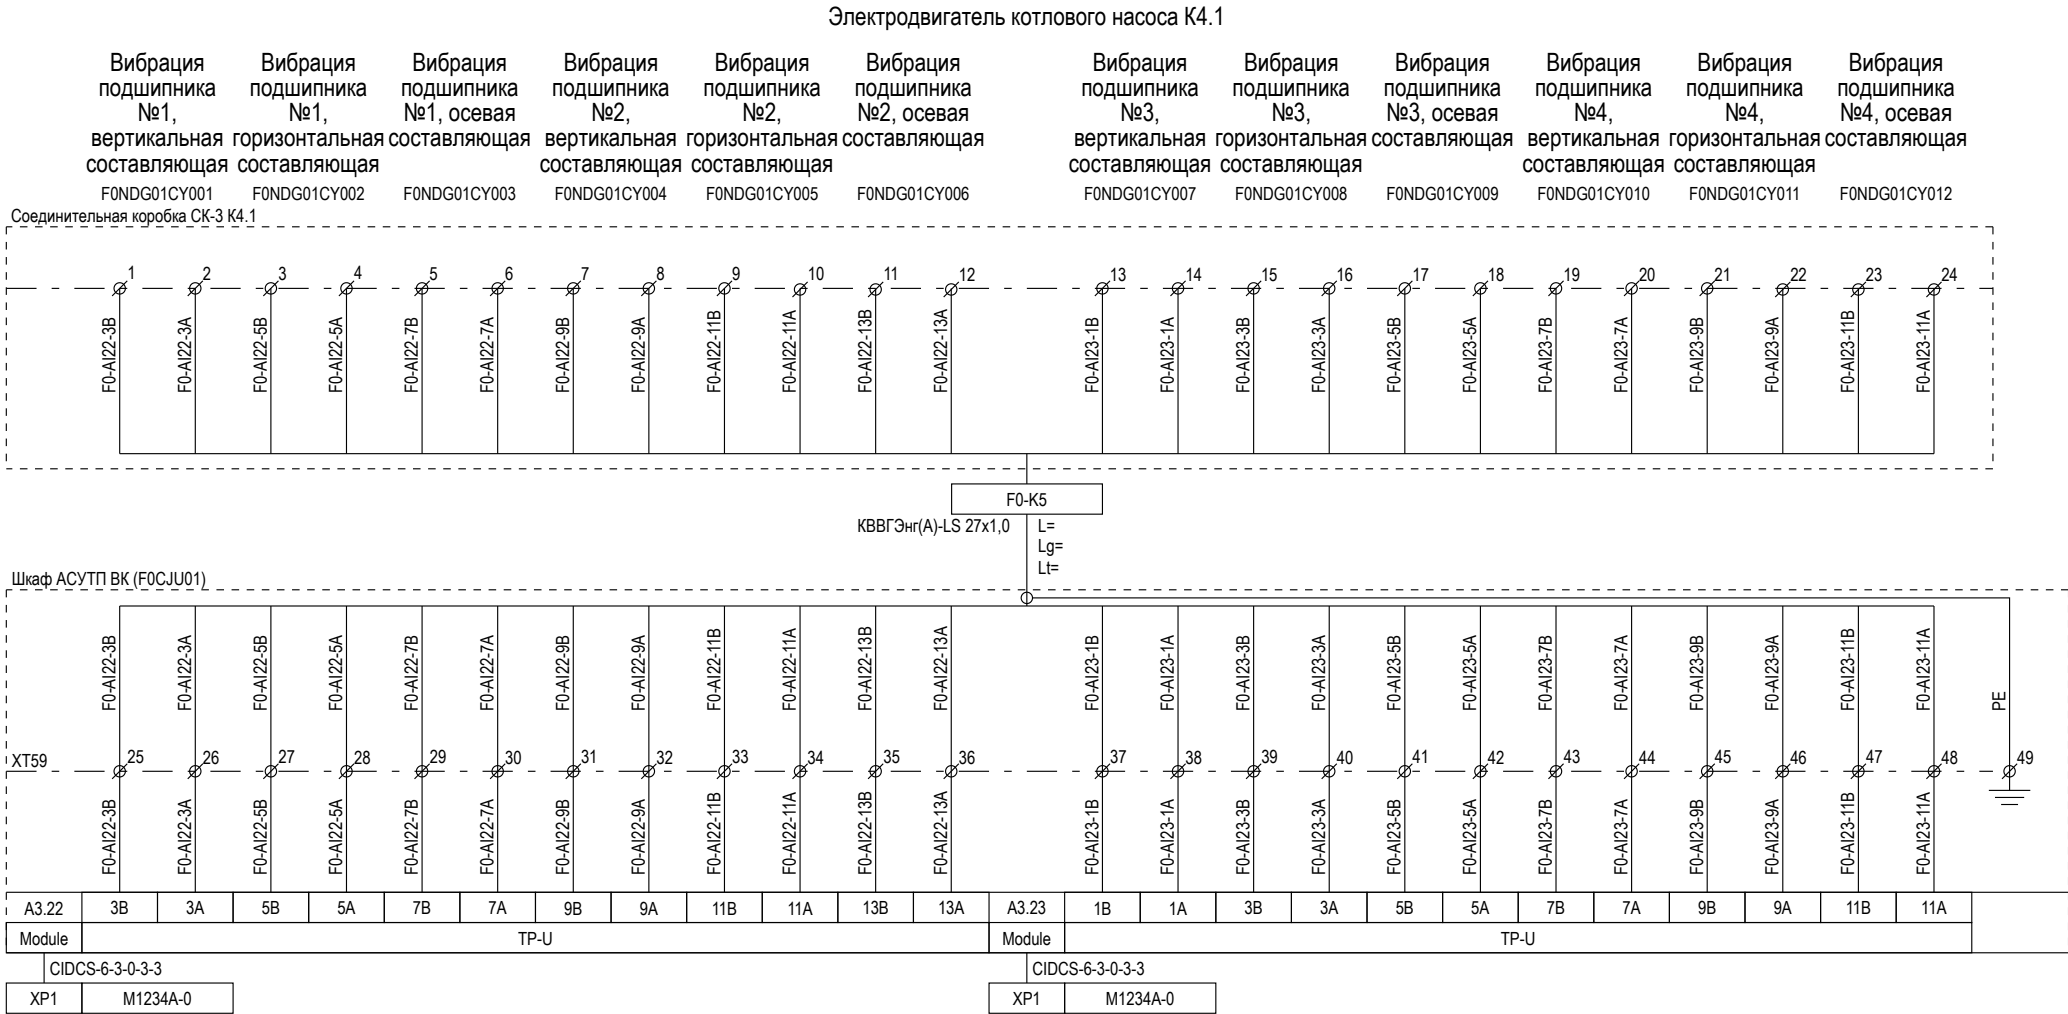 Электродвигатель котлового насоса К4.1
Вибрация подшипника №1, вертикальная составляющая
Вибрация подшипника №1, горизонтальная составляющая
Вибрация подшипника №1, осевая составляющая
Вибрация подшипника №2, вертикальная составляющая
Вибрация подшипника №2, горизонтальная составляющая
Вибрация подшипника №2, осевая составляющая
Вибрация подшипника №3, вертикальная составляющая
Вибрация подшипника №3, горизонтальная составляющая
Вибрация подшипника №3, осевая составляющая
Вибрация подшипника №4, вертикальная составляющая
Вибрация подшипника №4, горизонтальная составляющая
Вибрация подшипника №4, осевая составляющая
F0NDG01CY001 F0NDG01CY002 F0NDG01CY003 F0NDG01CY004 F0NDG01CY005 F0NDG01CY006 F0NDG01CY007 F0NDG01CY008 F0NDG01CY009 F0NDG01CY010 F0NDG01CY011 F0NDG01CY012
Соединительная коробка СК-3 К4.1
1 2 3 4 5 6 7 8 9 10 11 12 13 14 15 16 17 18 19 20 21 22 23 24
F0-AI22-3B F0-AI22-3A F0-AI22-5B F0-AI22-5A F0-AI22-7B F0-AI22-7A F0-AI22-9B F0-AI22-9A F0-AI22-11B F0-AI22-11A F0-AI22-13B F0-AI22-13A F0-AI23-1B F0-AI23-1A F0-AI23-3B F0-AI23-3A F0-AI23-5B F0-AI23-5A F0-AI23-7B F0-AI23-7A F0-AI23-9B F0-AI23-9A F0-AI23-11B F0-AI23-11A
F0-K5
КВВГЭнг(А)-LS 27x1,0 L=
Lg=
Lt=
Шкаф АСУТП ВК (F0CJU01)
F0-AI22-3B F0-AI22-3A F0-AI22-5B F0-AI22-5A F0-AI22-7B F0-AI22-7A F0-AI22-9B F0-AI22-9A F0-AI22-11B F0-AI22-11A F0-AI22-13B F0-AI22-13A F0-AI23-1B F0-AI23-1A F0-AI23-3B F0-AI23-3A F0-AI23-5B F0-AI23-5A F0-AI23-7B F0-AI23-7A F0-AI23-9B F0-AI23-9A F0-AI23-11B F0-AI23-11A PE
XT59 25 26 27 28 29 30 31 32 33 34 35 36 37 38 39 40 41 42 43 44 45 46 47 48 49
F0-AI22-3B F0-AI22-3A F0-AI22-5B F0-AI22-5A F0-AI22-7B F0-AI22-7A F0-AI22-9B F0-AI22-9A F0-AI22-11B F0-AI22-11A F0-AI22-13B F0-AI22-13A F0-AI23-1B F0-AI23-1A F0-AI23-3B F0-AI23-3A F0-AI23-5B F0-AI23-5A F0-AI23-7B F0-AI23-7A F0-AI23-9B F0-AI23-9A F0-AI23-11B F0-AI23-11A
A3.22 3B 3A 5B 5A 7B 7A 9B 9A 11B 11A 13B 13A A3.23 1B 1A 3B 3A 5B 5A 7B 7A 9B 9A 11B 11A
Module TP-U Module TP-U
CIDCS-6-3-0-3-3 CIDCS-6-3-0-3-3
XP1 M1234A-0 XP1 M1234A-0